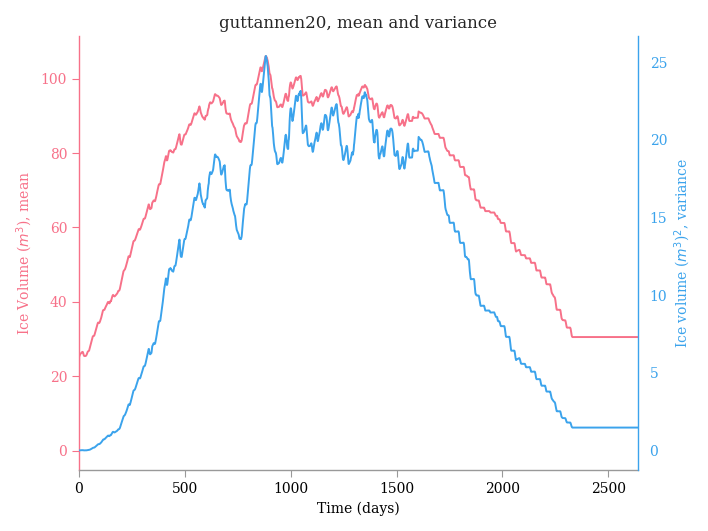 guttannen20, mean and variance
Ice Volume (m³), mean
100
80
60
40
20
0
Ice volume (m³)², variance
25
20
15
10
5
0
0 500 1000 1500 2000 2500
Time (days)